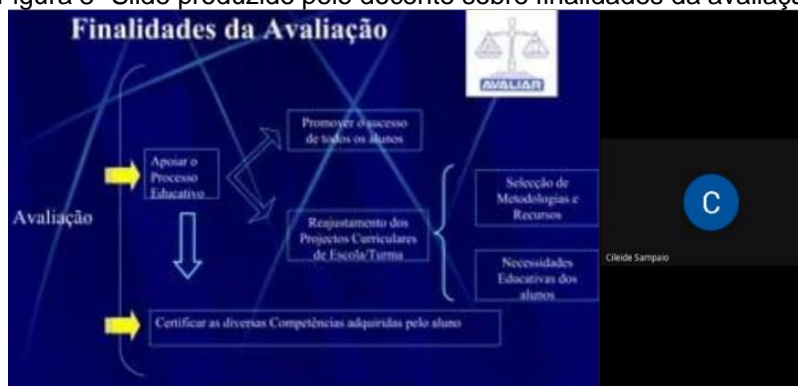 Figura 3- Slide produzido pelo docente sobre finalidades da avaliação
Finalidades da Avaliação
AVALIAR
Promover o sucesso
de todos os alunos
Apoiar o
Processo
Educativo
Selecção de
Metodologias e
Recursos
Avaliação
Reajustamento dos
Projectos Curriculares
de Escola/Turma
Necessidades
Educativas dos
alunos
Certificar as diversas Competências adquiridas pelo aluno
C
Cileide Sampaio